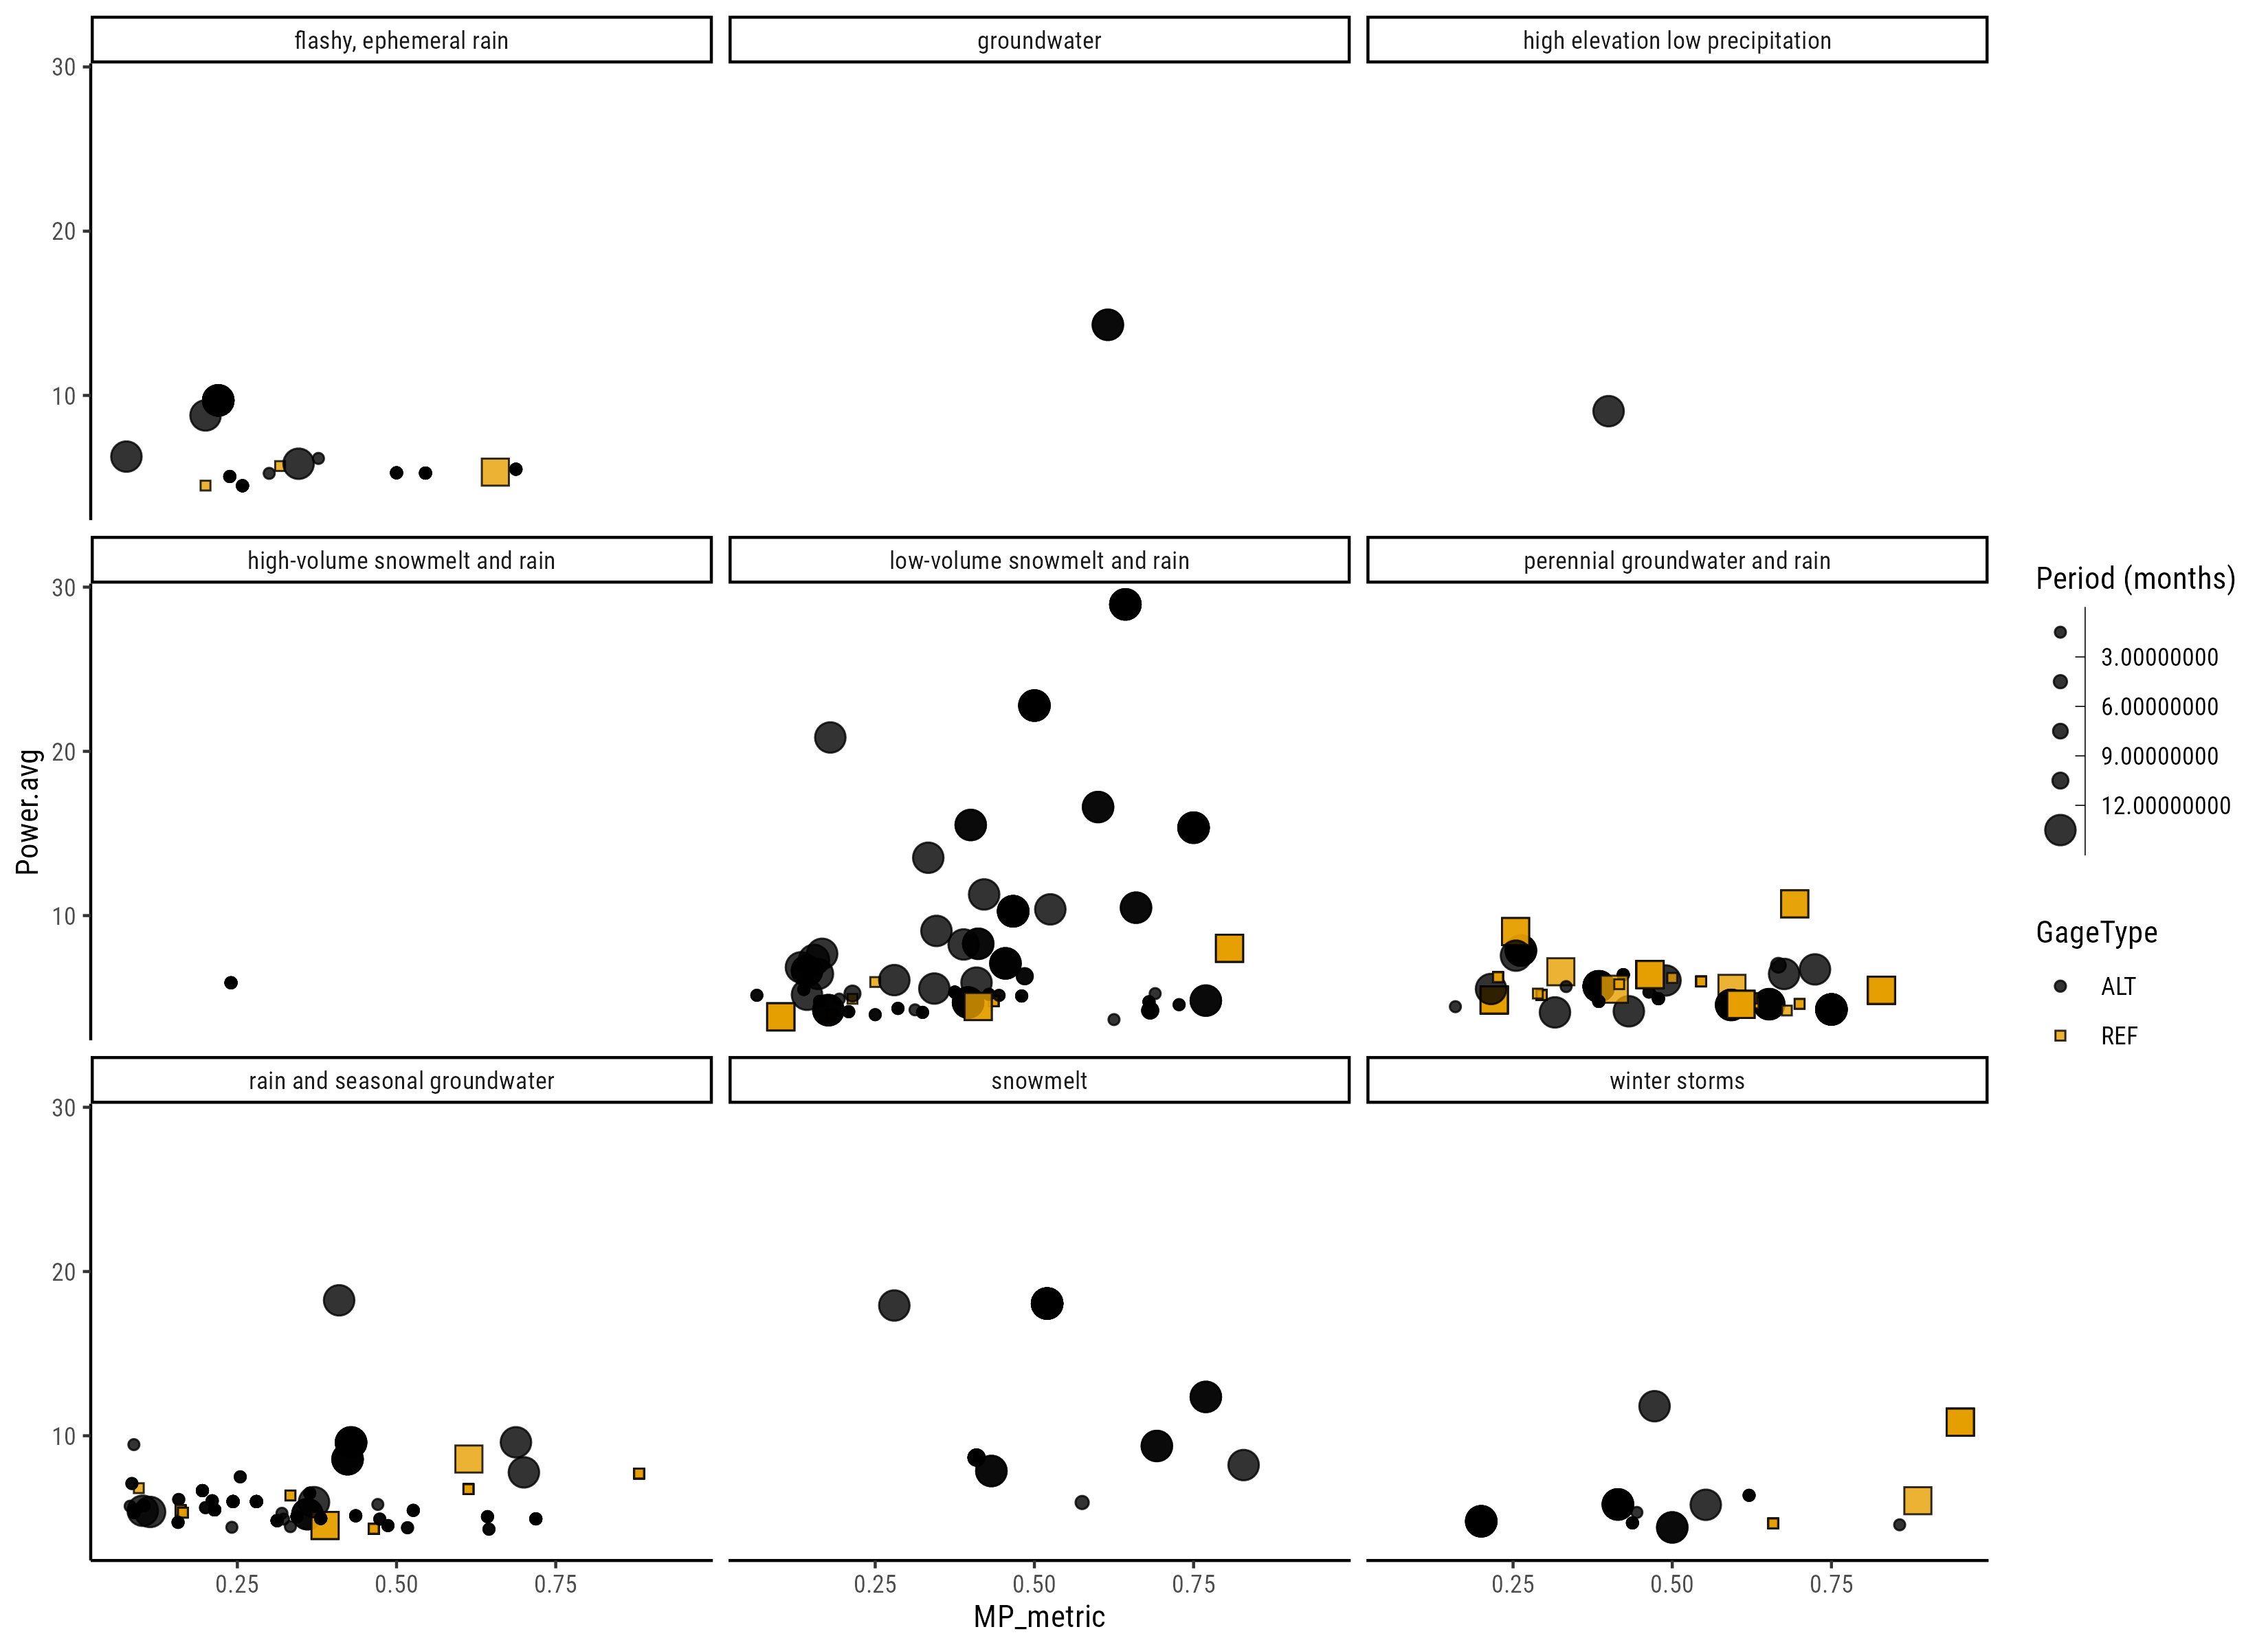 flashy, ephemeral rain
groundwater
high elevation low precipitation
30
20
10
high-volume snowmelt and rain
low-volume snowmelt and rain
perennial groundwater and rain
30
20
10
Power.avg
rain and seasonal groundwater
snowmelt
winter storms
30
20
10
0.25 0.50 0.75
0.25 0.50 0.75
0.25 0.50 0.75
MP_metric
Period (months)
3.00000000
6.00000000
9.00000000
12.00000000
GageType
ALT
REF